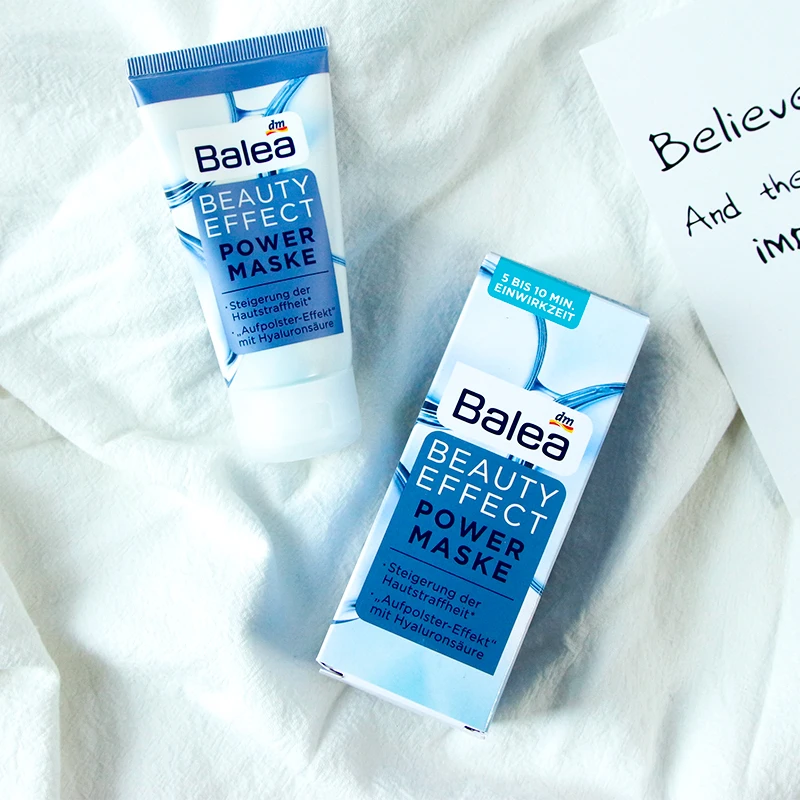 dm
Balea
BEAUTY
EFFECT
POWER
MASKE
· Steigerung der
Hautstraffheit*
· „Aufpolster-Effekt“
mit Hyaluronsäure
5 BIS 10 MIN.
EINWIRKZEIT
dm
Balea
BEAUTY
EFFECT
POWER
MASKE
· Steigerung der
Hautstraffheit*
· „Aufpolster-Effekt“
mit Hyaluronsäure
Believe
And the